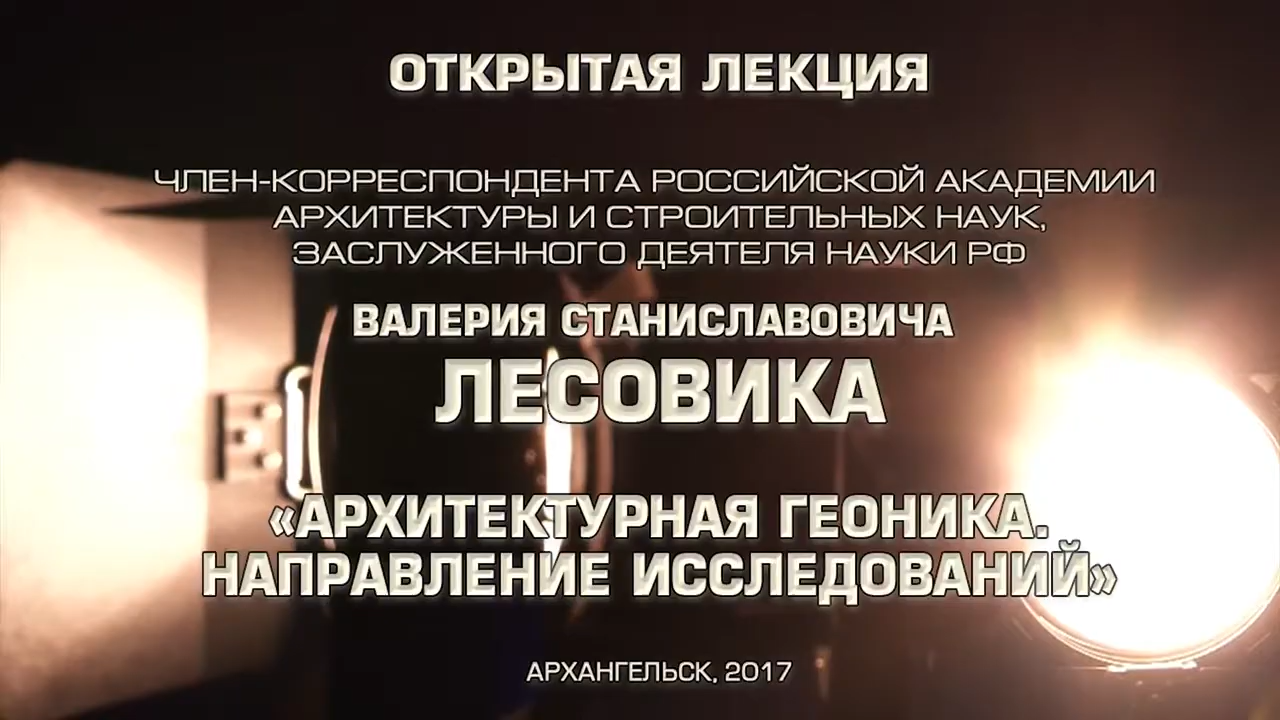 ОТКРЫТАЯ ЛЕКЦИЯ
ЧЛЕН-КОРРЕСПОНДЕНТА РОССИЙСКОЙ АКАДЕМИИ
АРХИТЕКТУРЫ И СТРОИТЕЛЬНЫХ НАУК,
ЗАСЛУЖЕННОГО ДЕЯТЕЛЯ НАУКИ РФ
ВАЛЕРИЯ СТАНИСЛАВОВИЧА
ЛЕСОВИКА
«АРХИТЕКТУРНАЯ ГЕОНИКА.
НАПРАВЛЕНИЕ ИССЛЕДОВАНИЙ»
АРХАНГЕЛЬСК, 2017